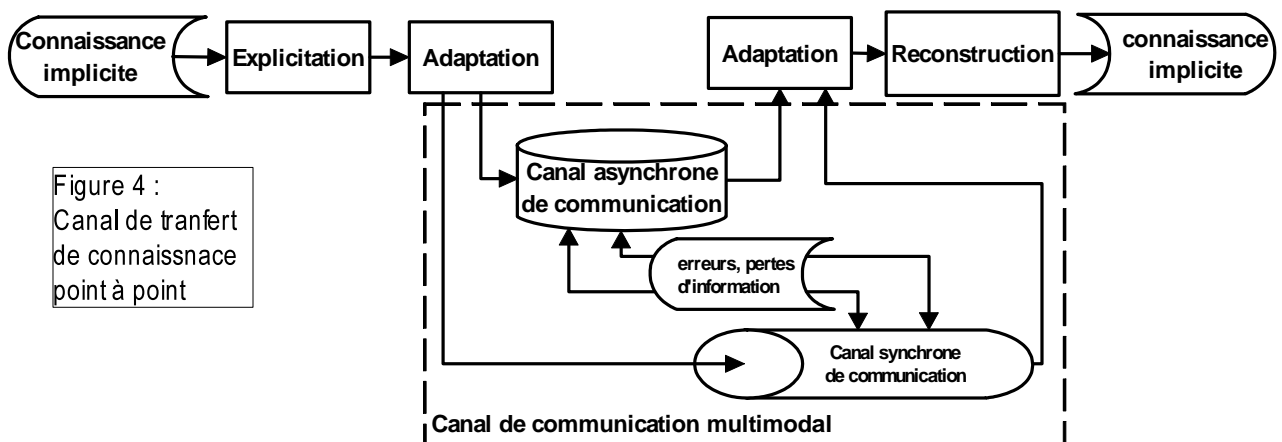 Connaissance
implicite
Explicitation
Adaptation
Adaptation
Reconstruction
connaissance
implicite
Figure 4 :
Canal de tranfert
de connaissnace
point à point
Canal asynchrone
de communication
erreurs, pertes
d'information
Canal synchrone
de communication
Canal de communication multimodal